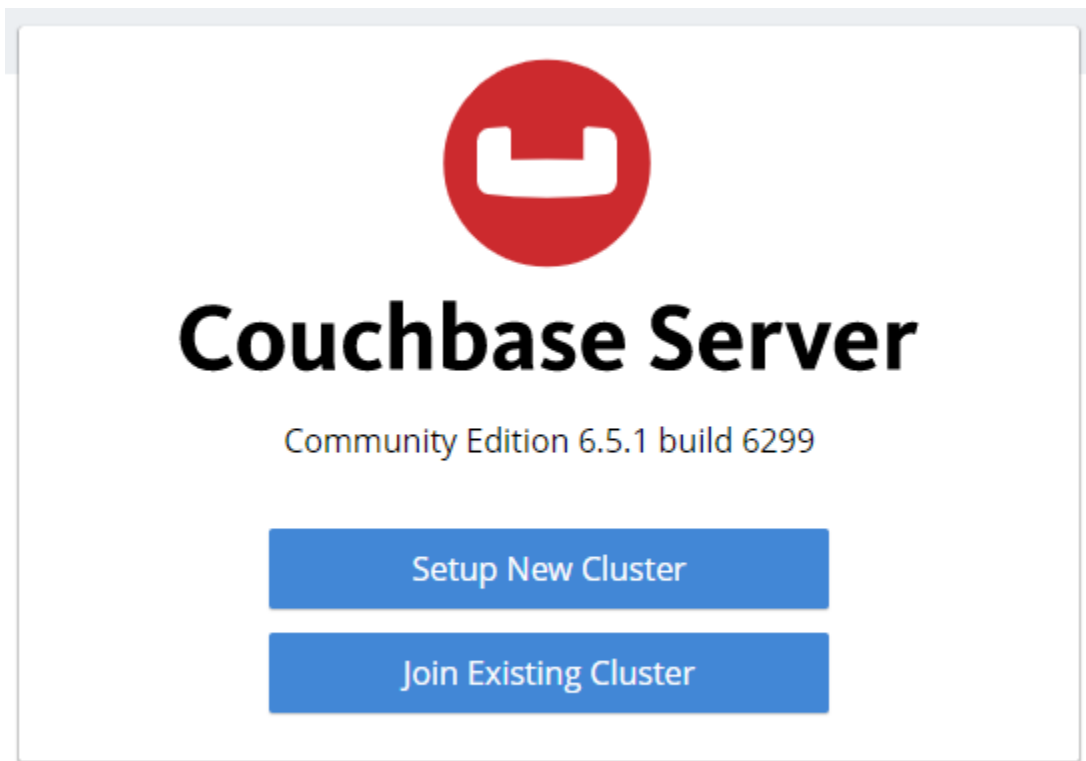 Couchbase Server
Community Edition 6.5.1 build 6299
Setup New Cluster
Join Existing Cluster